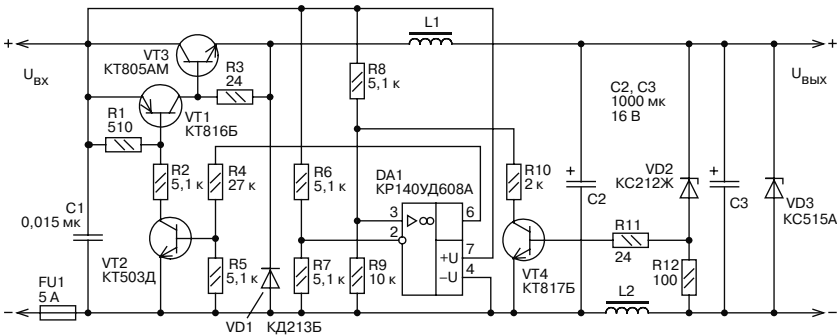 L1
+
+
VT3
КТ805АМ
R3
24
R8
5,1 к
Uвх
Uвых
C2, C3
1000 мк
16 В
R1
510
VT1
КТ816Б
R2
5,1 к
R4
27 к
R6
5,1 к
DA1
КР140УД608А
R10
2 к
+
+
VD2
КС212Ж
C1
0,015 мк
3
▷∞
6
2
C2
C3
VD3
КС515А
R11
24
7
+U
4
−U
VT2
КТ503Д
R5
5,1 к
R7
5,1 к
R9
10 к
VT4
КТ817Б
R12
100
FU1
5 А
L2
−
−
VD1
КД213Б